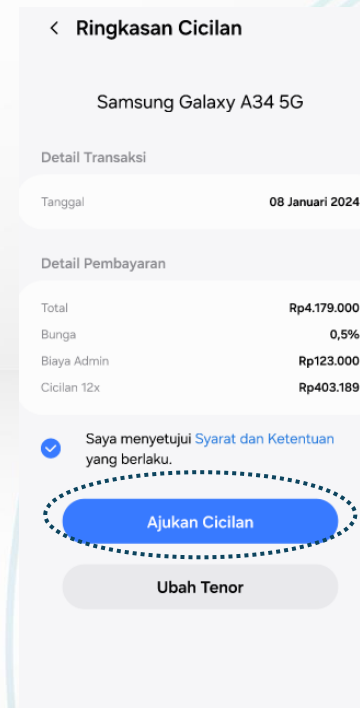 Ringkasan Cicilan
Samsung Galaxy A34 5G
Detail Transaksi
Tanggal 08 Januari 2024
Detail Pembayaran
Total Rp4.179.000
Bunga 0,5%
Biaya Admin Rp123.000
Cicilan 12x Rp403.189
Saya menyetujui Syarat dan Ketentuan
yang berlaku.
Ajukan Cicilan
Ubah Tenor